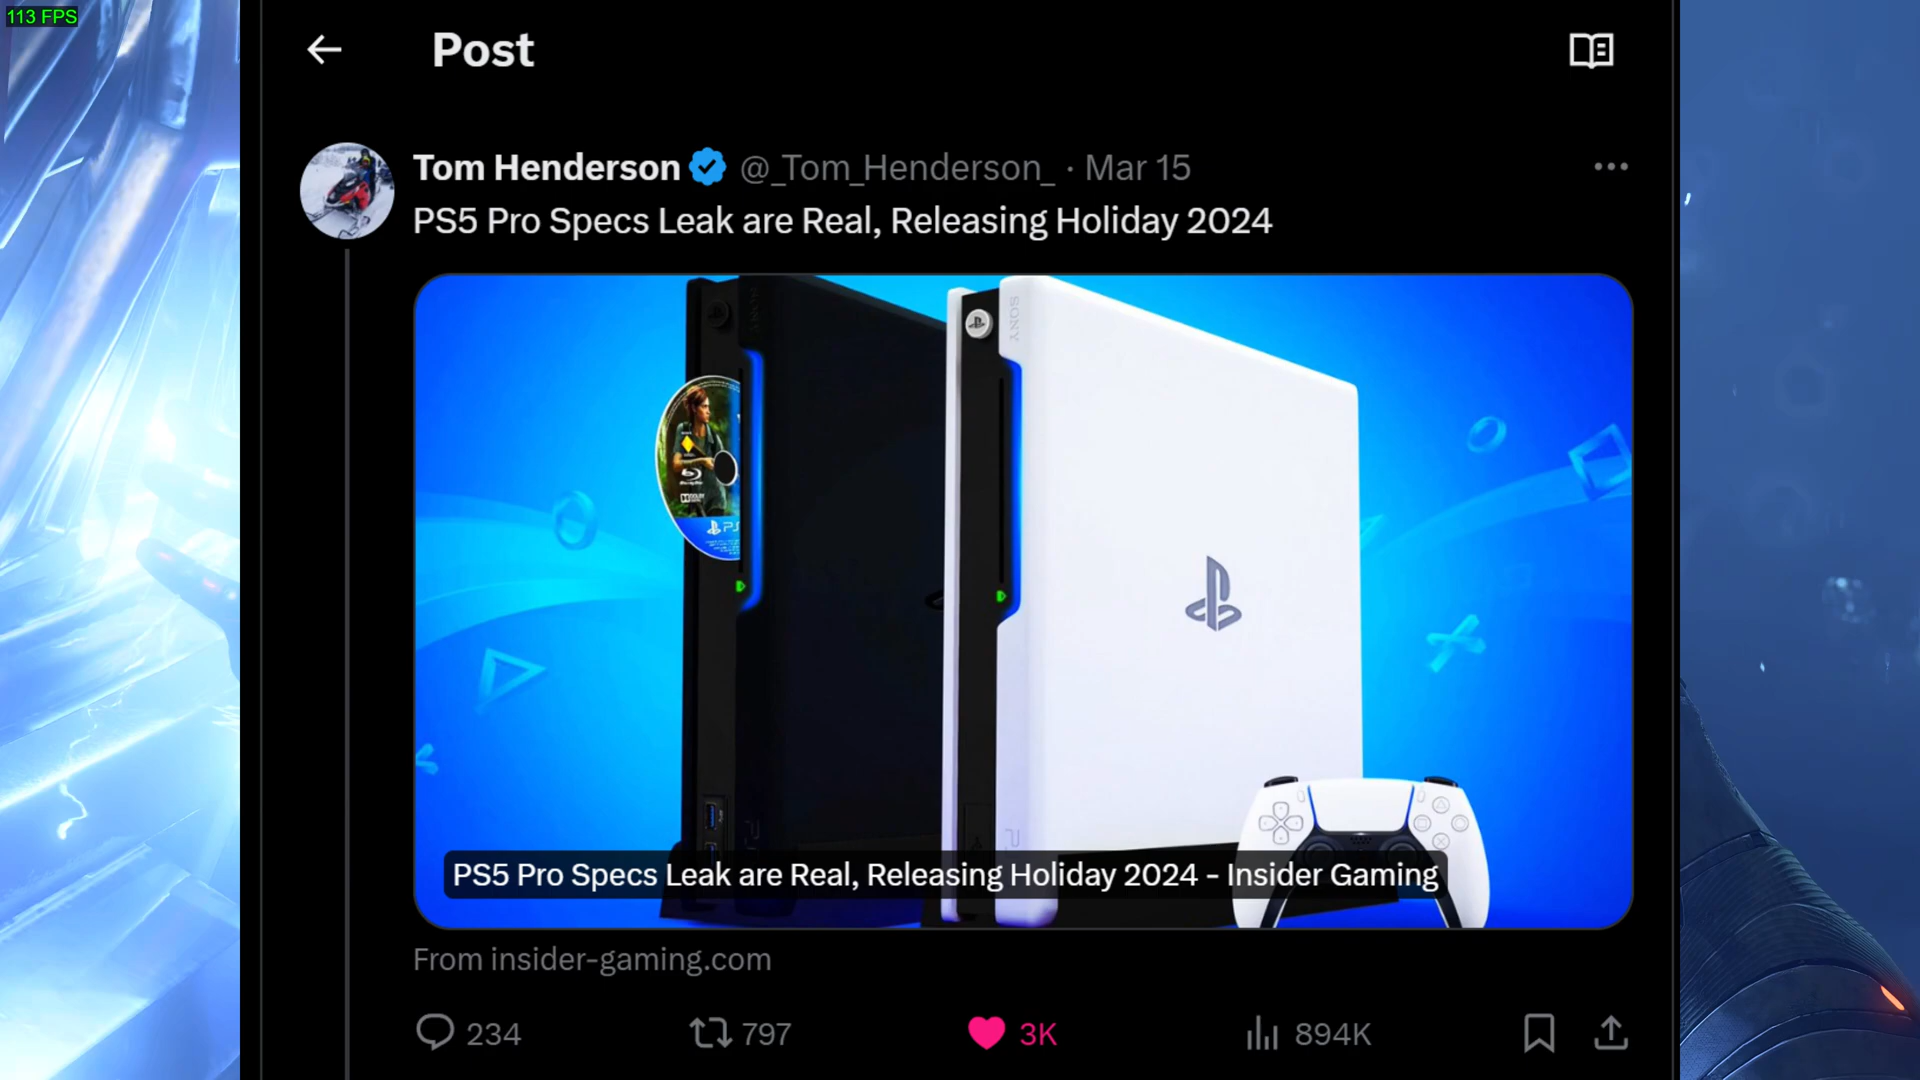 113 FPS
Post
Tom Henderson @_Tom_Henderson_ · Mar 15
PS5 Pro Specs Leak are Real, Releasing Holiday 2024
SONY
PS5 Pro Specs Leak are Real, Releasing Holiday 2024 - Insider Gaming
From insider-gaming.com
234 797 3K 894K